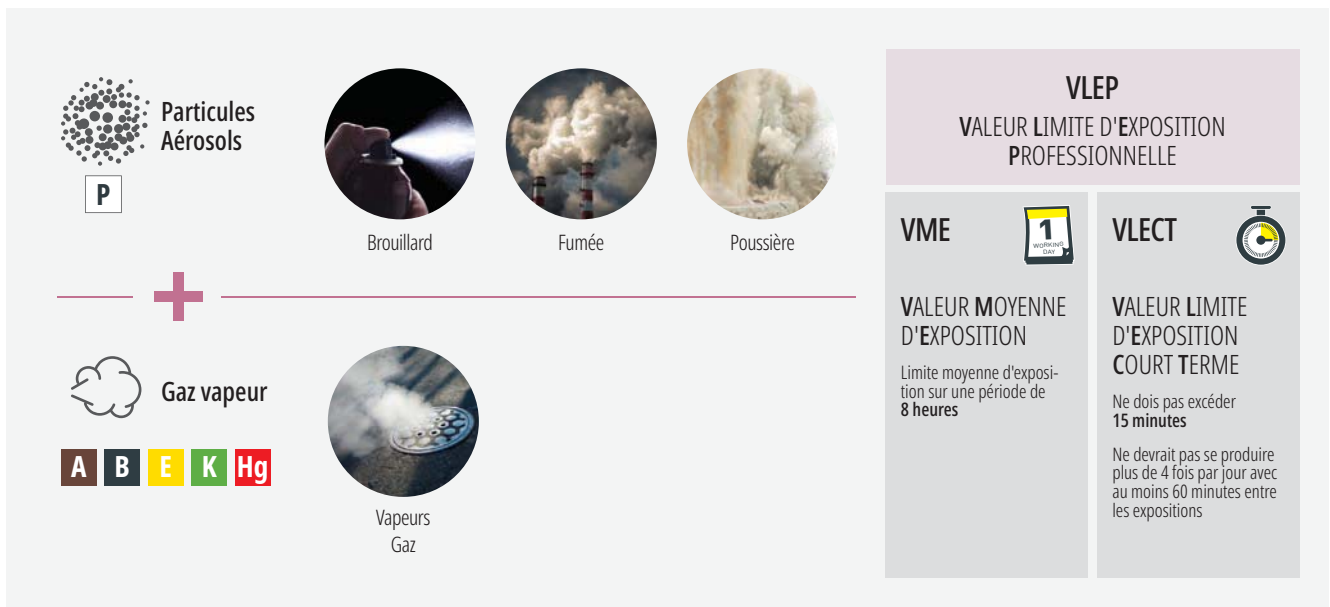 Particules
Aérosols
P
Brouillard
Fumée
Poussière
Gaz vapeur
A B E K Hg
Vapeurs
Gaz
VLEP
VALEUR LIMITE D'EXPOSITION
PROFESSIONNELLE
VME
1
WORKING
DAY
VALEUR MOYENNE
D'EXPOSITION
Limite moyenne d'exposi-
tion sur une période de
8 heures
VLECT
VALEUR LIMITE
D'EXPOSITION
COURT TERME
Ne dois pas excéder
15 minutes
Ne devrait pas se produire
plus de 4 fois par jour avec
au moins 60 minutes entre
les expositions